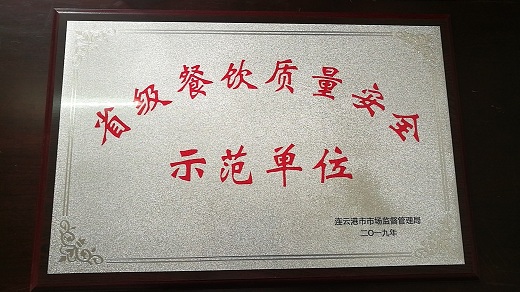 省级餐饮质量安全
示范单位
连云港市市场监督管理局
二〇一九年